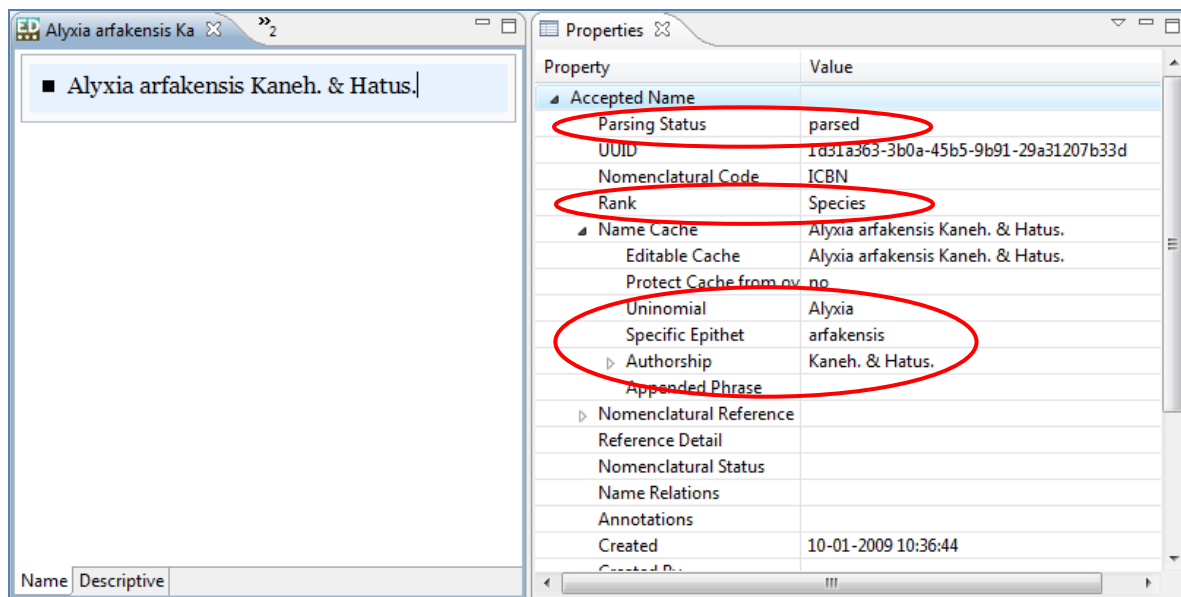 Alyxia arfakensis Ka
»2
Alyxia arfakensis Kaneh. & Hatus.
Name
Descriptive
Properties
Property Value
Accepted Name
Parsing Status parsed
UUID 1d31a363-3b0a-45b5-9b91-29a31207b33d
Nomenclatural Code ICBN
Rank Species
Name Cache Alyxia arfakensis Kaneh. & Hatus.
Editable Cache Alyxia arfakensis Kaneh. & Hatus.
Protect Cache from ov no
Uninomial Alyxia
Specific Epithet arfakensis
Authorship Kaneh. & Hatus.
Appended Phrase
Nomenclatural Reference
Reference Detail
Nomenclatural Status
Name Relations
Annotations
Created 10-01-2009 10:36:44
Created By